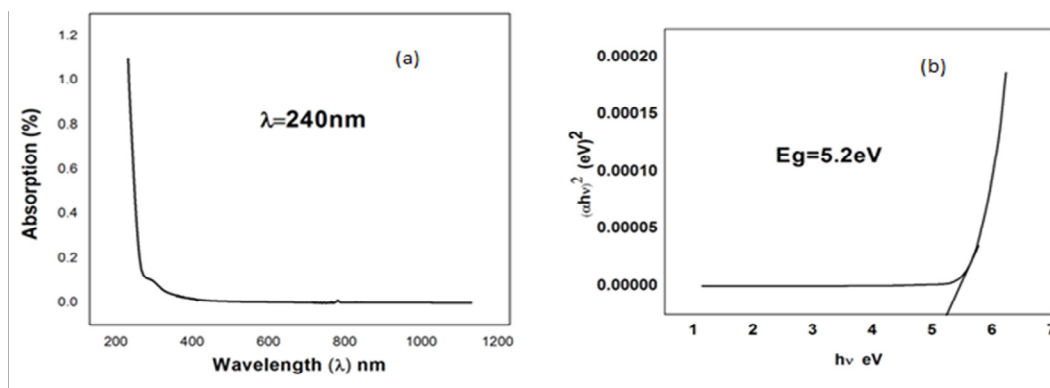 (a)
λ=240nm
Absorption (%)
1.2
1.0
0.8
0.6
0.4
0.2
0.0
200 400 600 800 1000 1200
Wavelength (λ) nm
(b)
Eg=5.2eV
(αhν)² (eV)²
0.00020
0.00015
0.00010
0.00005
0.00000
1 2 3 4 5 6 7
hν eV